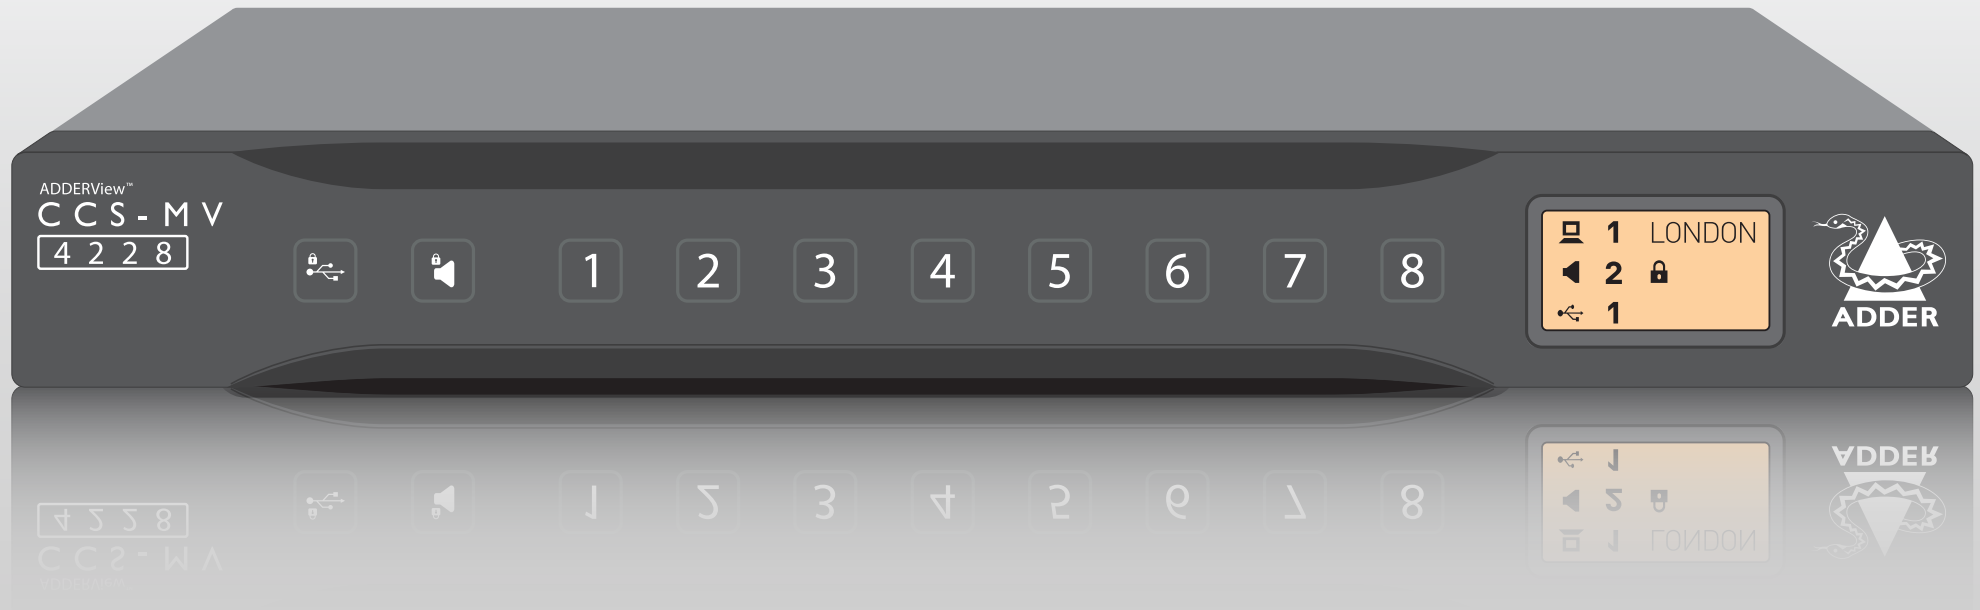 ADDERView™
CCS-MV
4228
1 2 3 4 5 6 7 8
1 LONDON
2
1
ADDER